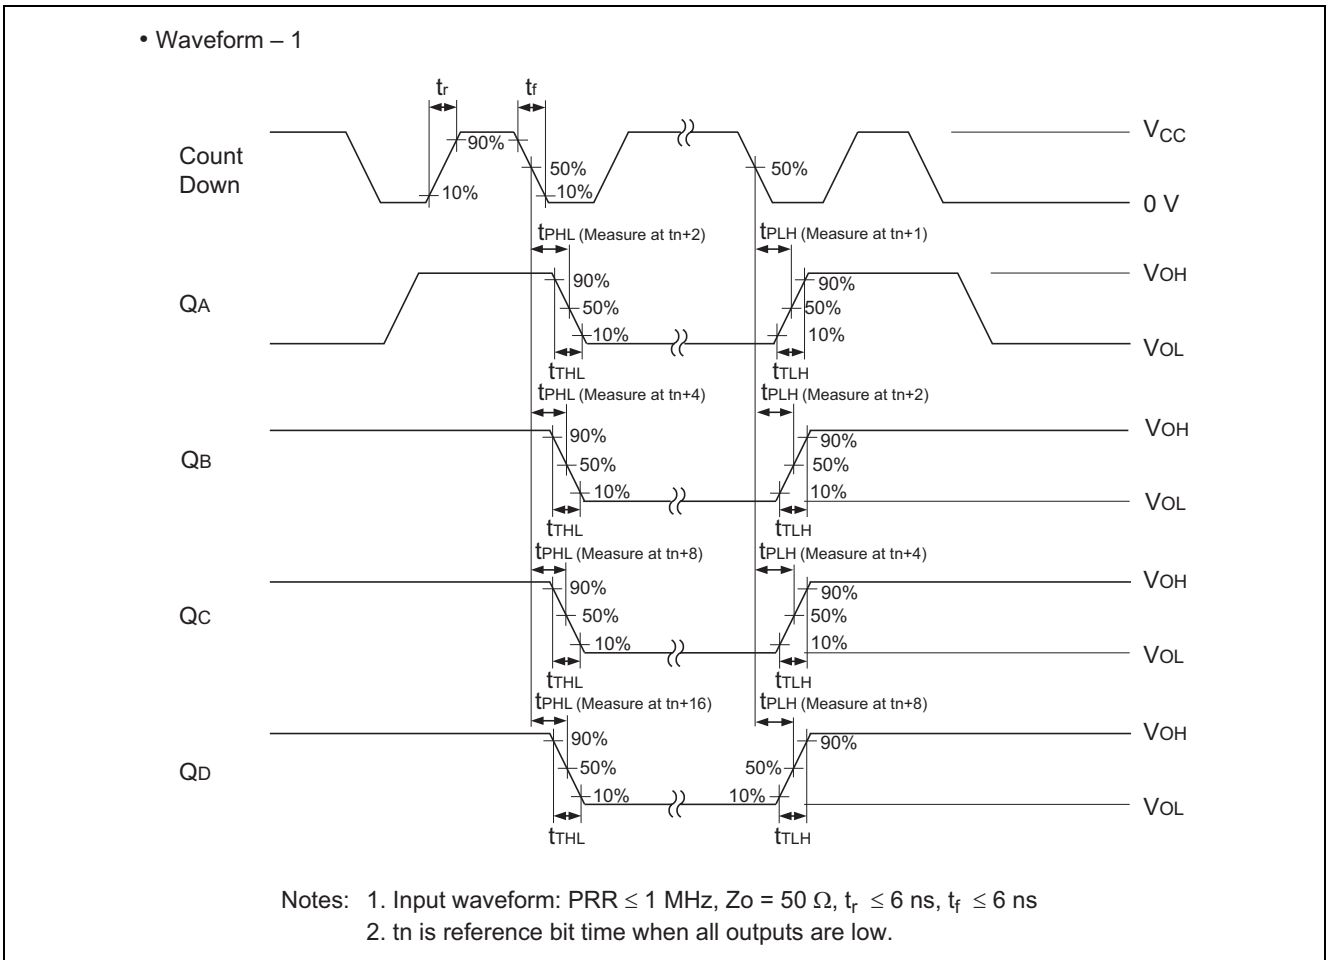 • Waveform – 1
tr tf
Count
Down
90%
10%
50%
10%
50%
VCC
0 V
tPHL (Measure at tn+2)
tPLH (Measure at tn+1)
QA
90%
50%
10%
90%
50%
10%
VOH
VOL
tTHL
tTLH
tPHL (Measure at tn+4)
tPLH (Measure at tn+2)
QB
90%
50%
10%
90%
50%
10%
VOH
VOL
tTHL
tTLH
tPHL (Measure at tn+8)
tPLH (Measure at tn+4)
QC
90%
50%
10%
90%
50%
10%
VOH
VOL
tTHL
tTLH
tPHL (Measure at tn+16)
tPLH (Measure at tn+8)
QD
90%
50%
10%
90%
50%
10%
VOH
VOL
tTHL
tTLH
Notes: 1. Input waveform: PRR ≤ 1 MHz, Zo = 50 Ω, tr ≤ 6 ns, tf ≤ 6 ns
2. tn is reference bit time when all outputs are low.